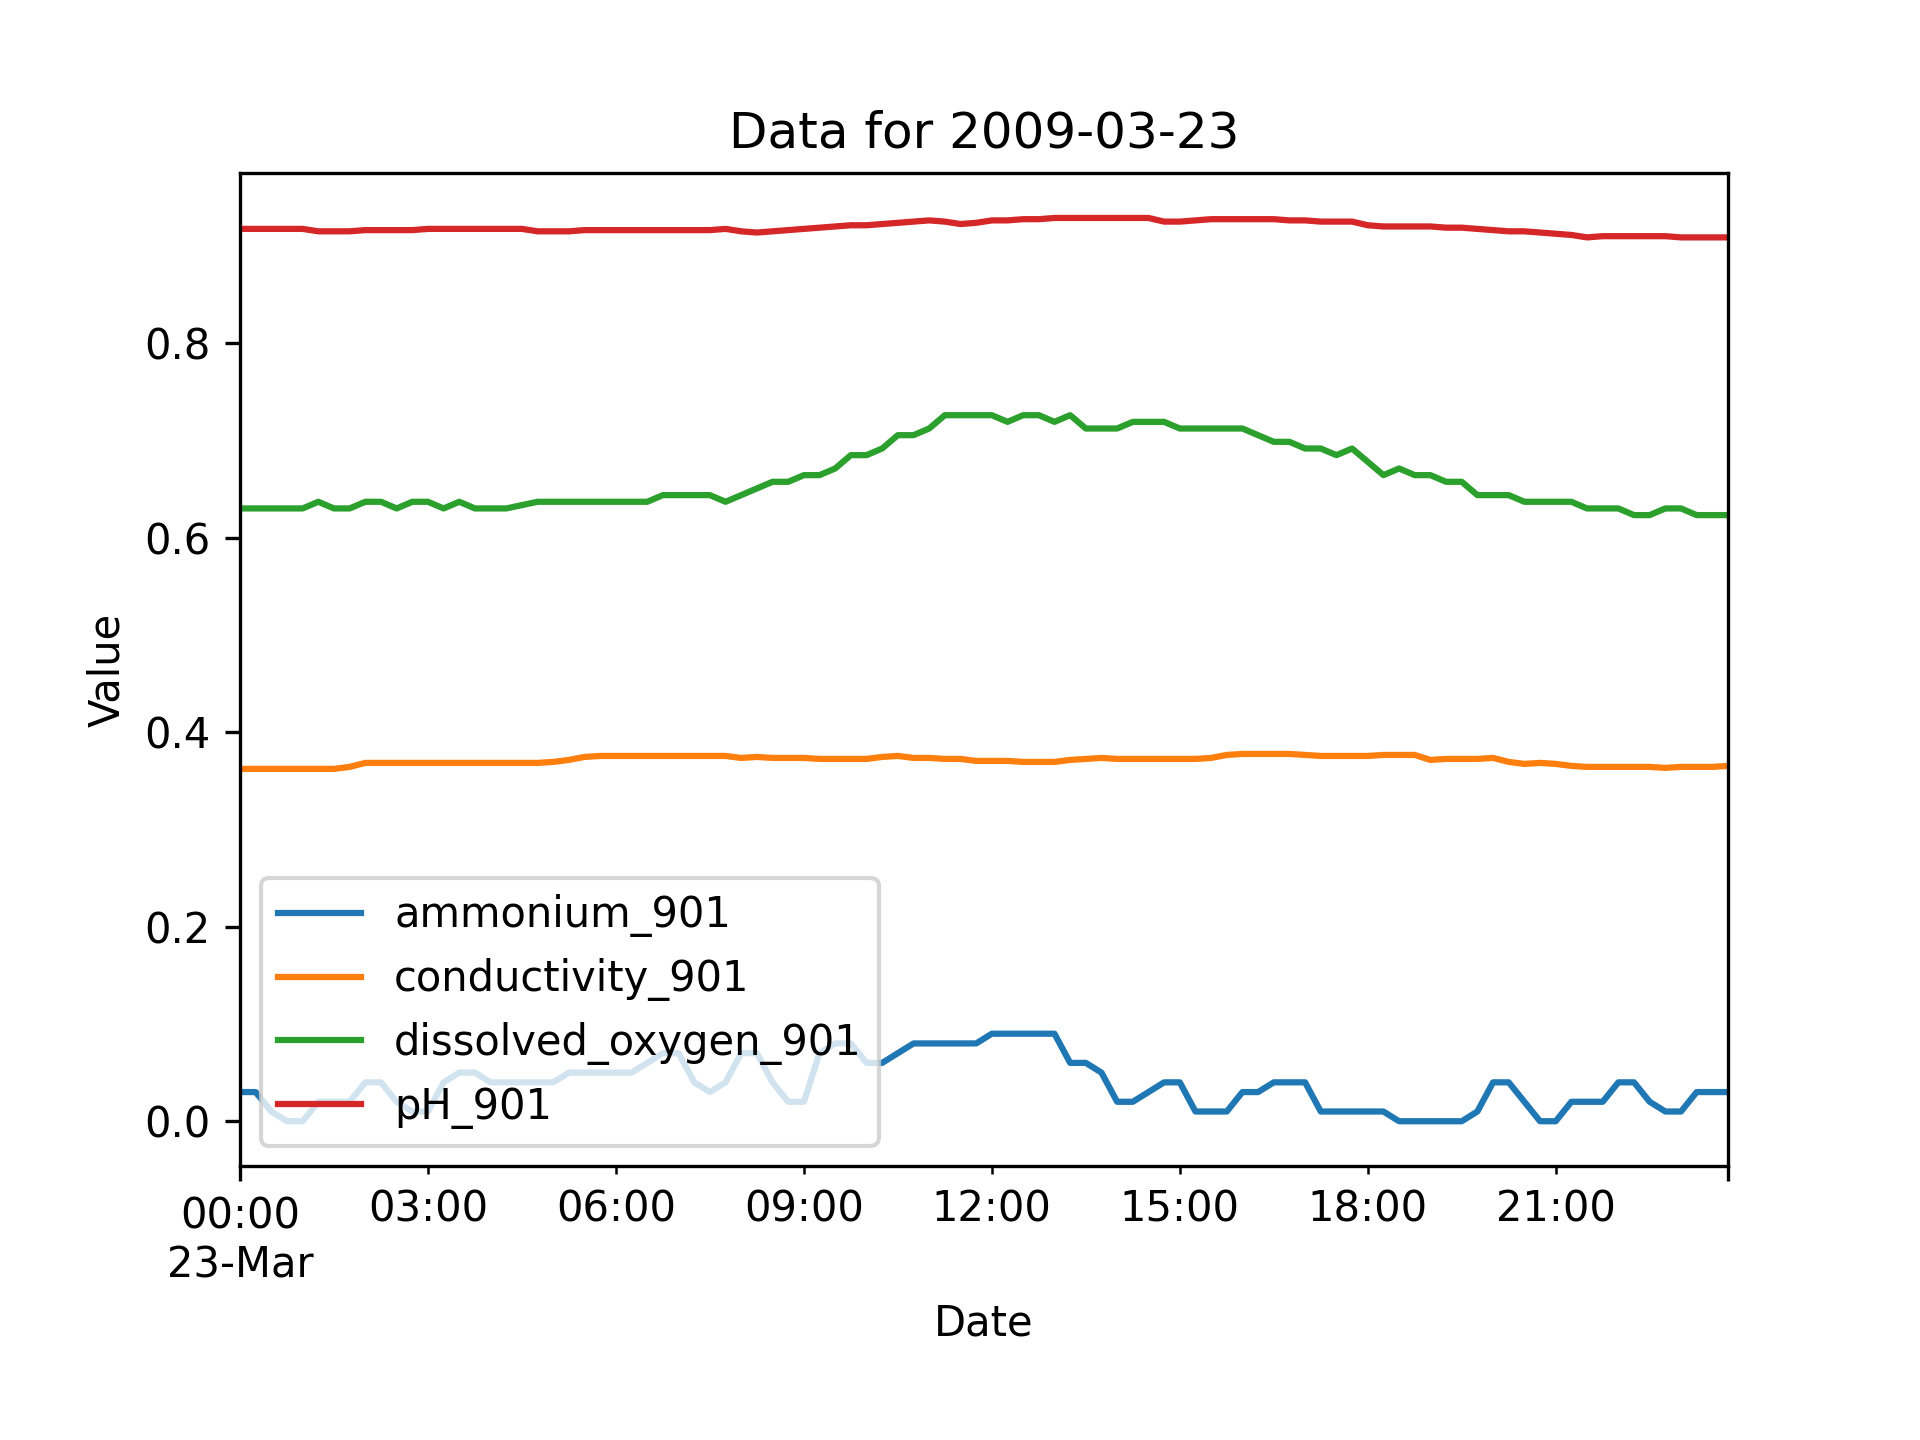 Data for 2009-03-23
Value
0.8
0.6
0.4
0.2
0.0
ammonium_901
conductivity_901
dissolved_oxygen_901
pH_901
00:00 03:00 06:00 09:00 12:00 15:00 18:00 21:00
23-Mar
Date